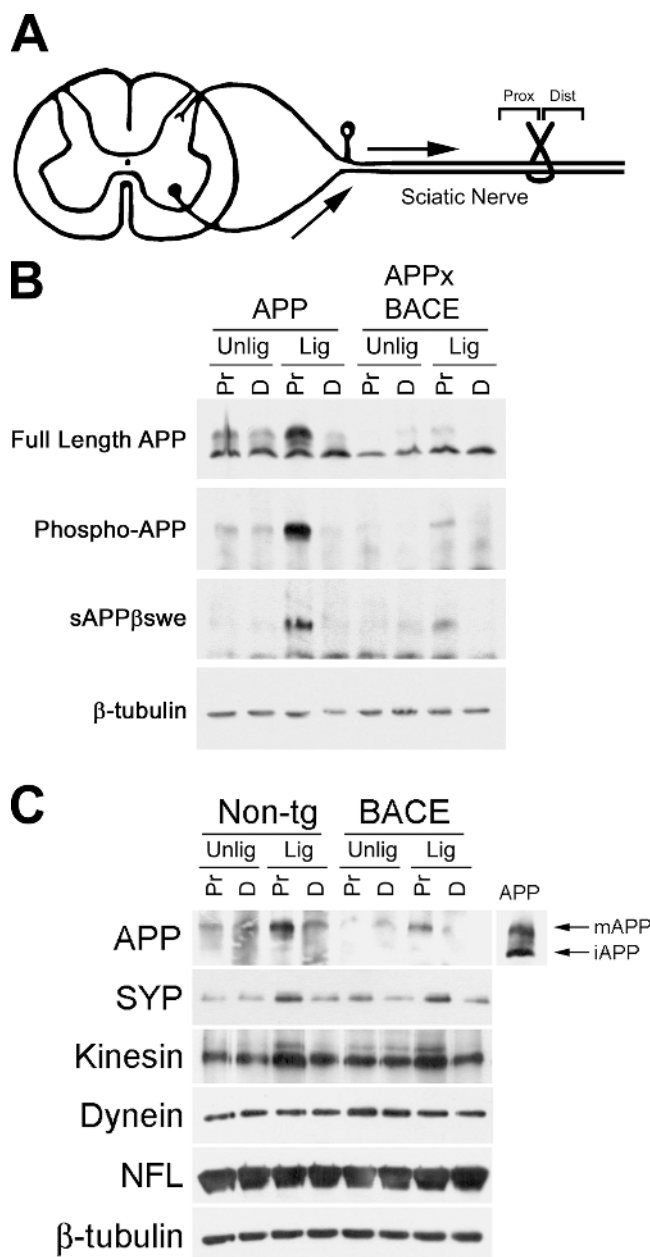 A
Prox Dist
Sciatic Nerve
B
APP
APPx
BACE
Unlig Lig Unlig Lig
Pr D Pr D Pr D Pr D
Full Length APP
Phospho-APP
sAPPβswe
β-tubulin
C
Non-tg BACE
Unlig Lig Unlig Lig
Pr D Pr D Pr D Pr D APP
APP mAPP
iAPP
SYP
Kinesin
Dynein
NFL
β-tubulin